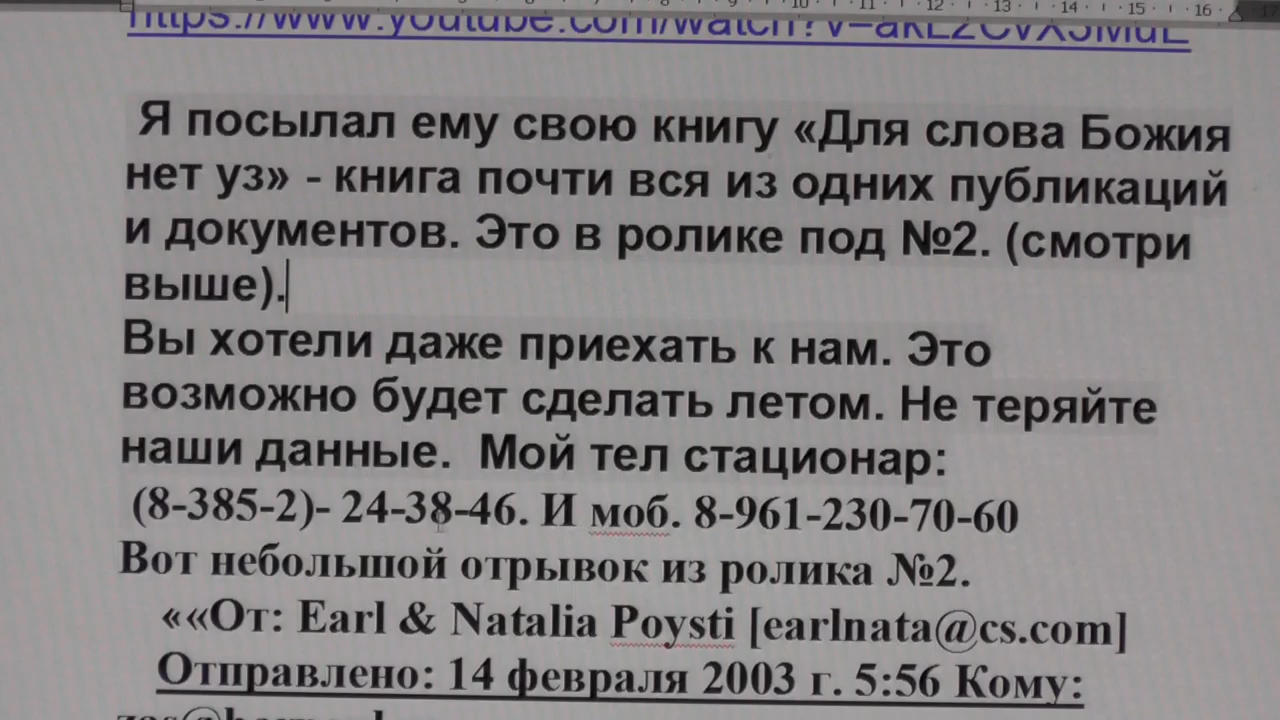 Я посылал ему свою книгу «Для слова Божия
нет уз» - книга почти вся из одних публикаций
и документов. Это в ролике под №2. (смотри
выше).
Вы хотели даже приехать к нам. Это
возможно будет сделать летом. Не теряйте
наши данные. Мой тел стационар:
(8-385-2)- 24-38-46. И моб. 8-961-230-70-60
Вот небольшой отрывок из ролика №2.
««От: Earl & Natalia Poysti [earlnata@cs.com]
Отправлено: 14 февраля 2003 г. 5:56 Кому: